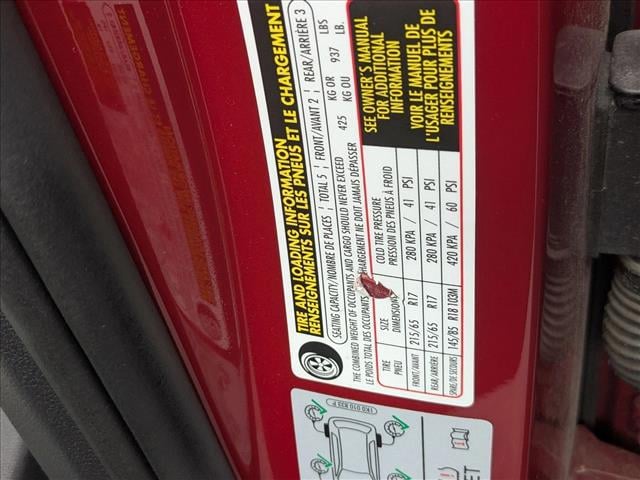 TIRE AND LOADING INFORMATION
RENSEIGNEMENTS SUR LES PNEUS ET LE CHARGEMENT
SEATING CAPACITY/NOMBRE DE PLACES TOTAL 5 FRONT/AVANT 2 REAR/ARRIÈRE 3
THE COMBINED WEIGHT OF OCCUPANTS AND CARGO SHOULD NEVER EXCEED 425 KG OR 937 LBS
LE POIDS TOTAL DES OCCUPANTS CHARGEMENT NE DOIT JAMAIS DÉPASSER KG OU LB.
TIRE SIZE COLD TIRE PRESSURE
PNEU DIMENSIONS PRESSION DES PNEUS À FROID
FRONT/AVANT 215/65 R17 280 KPA / 41 PSI
REAR/ARRIÈRE 215/65 R17 280 KPA / 41 PSI
SPARE/DE SECOURS 145/85 R18 103M 420 KPA / 60 PSI
SEE OWNER'S MANUAL
FOR ADDITIONAL
INFORMATION
VOIR LE MANUEL DE
L'USAGER POUR PLUS DE
RENSEIGNEMENTS
1K0 010 832 P